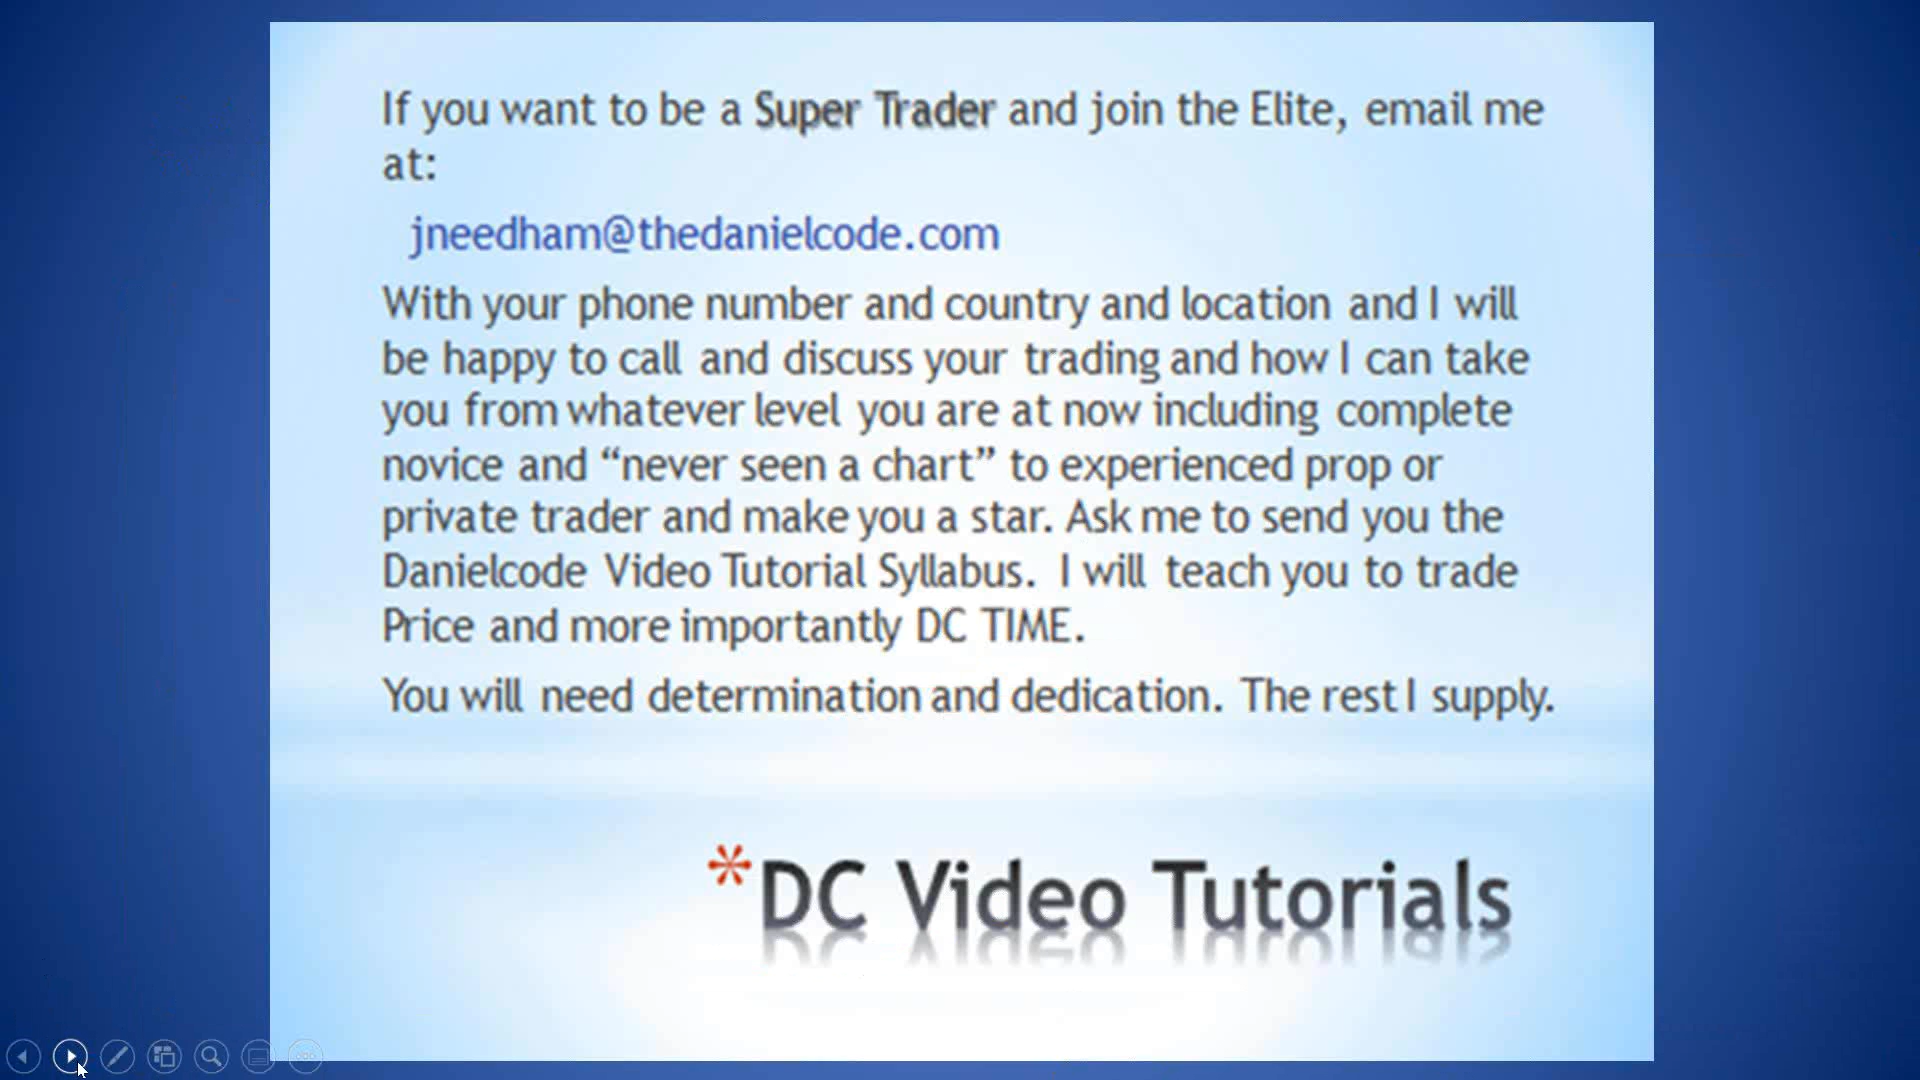 If you want to be a Super Trader and join the Elite, email me
at:
jneedham@thedanielcode.com
With your phone number and country and location and I will
be happy to call and discuss your trading and how I can take
you from whatever level you are at now including complete
novice and “never seen a chart” to experienced prop or
private trader and make you a star. Ask me to send you the
Danielcode Video Tutorial Syllabus. I will teach you to trade
Price and more importantly DC TIME.
You will need determination and dedication. The rest I supply.
*DC Video Tutorials